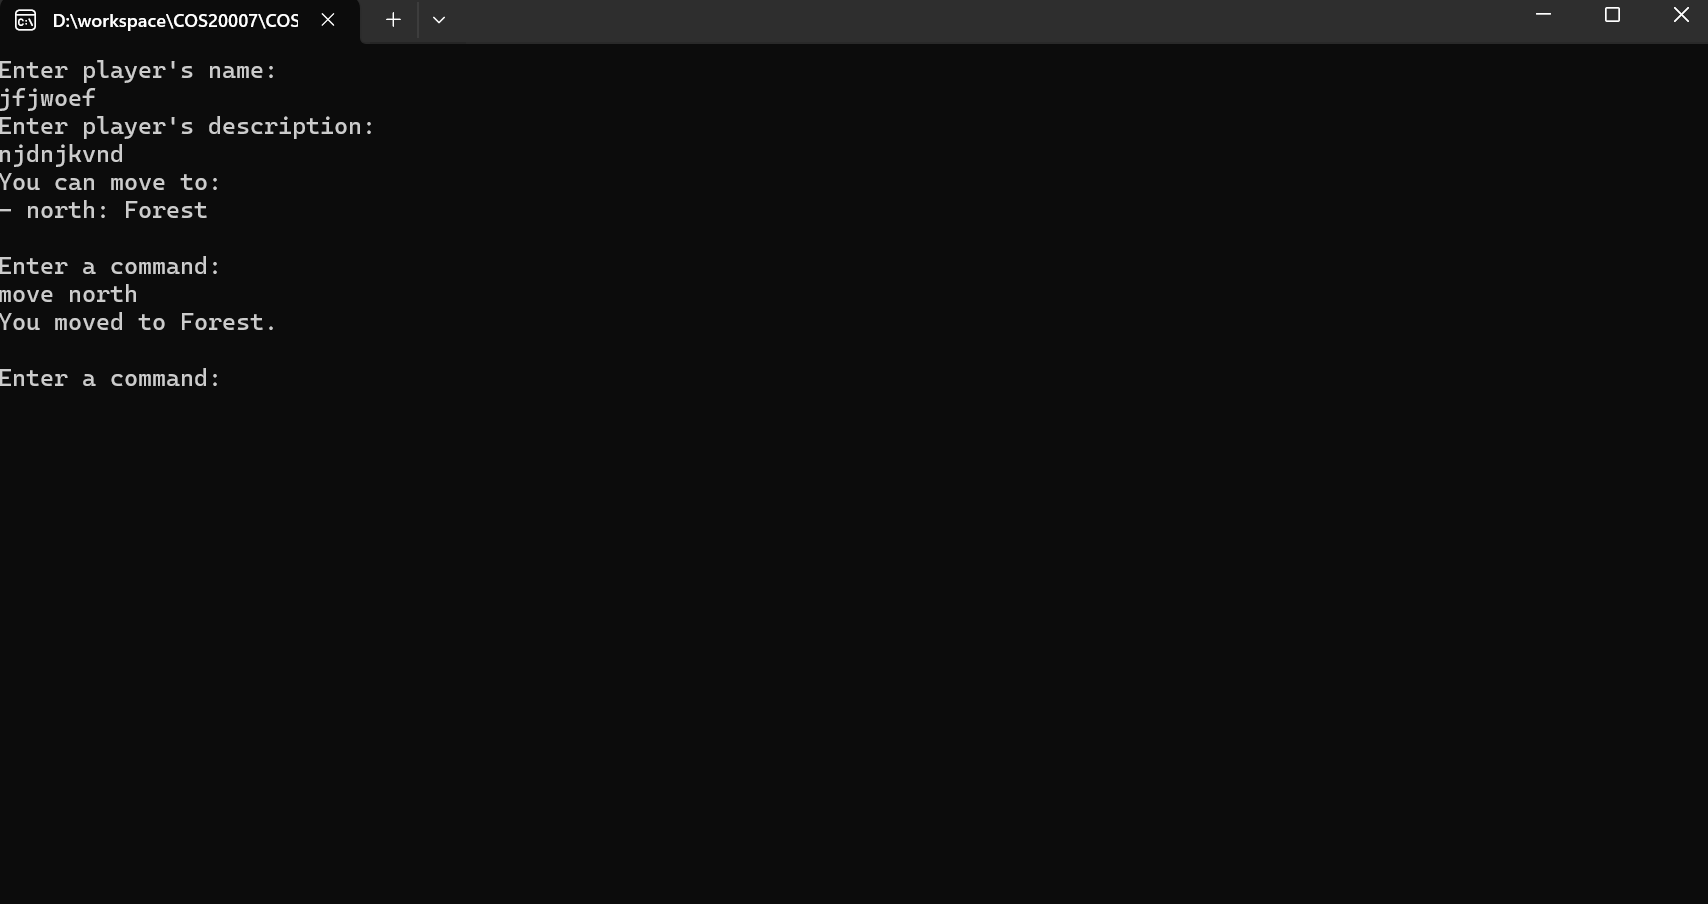 D:\workspace\COS20007\COS
Enter player's name:
jfjwoef
Enter player's description:
njdnjkvnd
You can move to:
- north: Forest
Enter a command:
move north
You moved to Forest.
Enter a command: